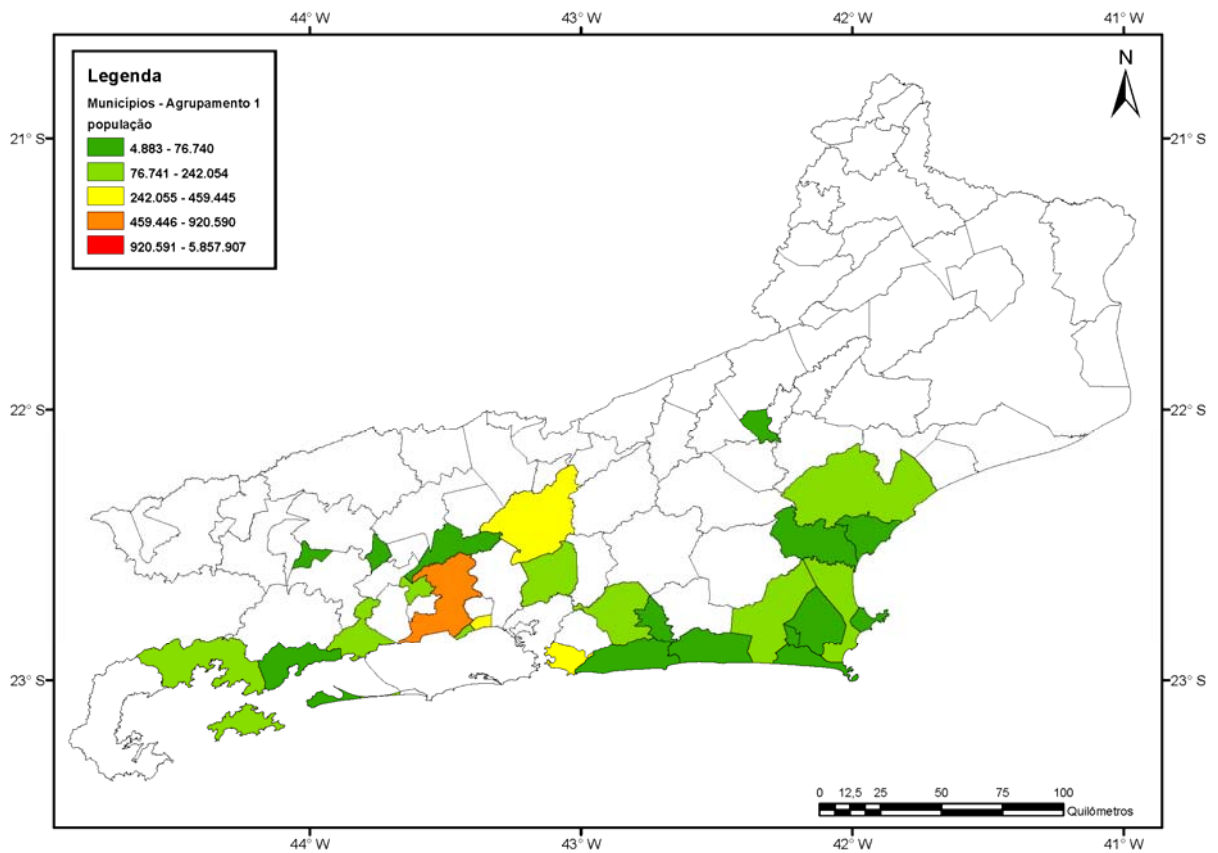 44° W 43° W 42° W 41° W
N
Legenda
Municípios - Agrupamento 1
população
4.883 - 76.740
76.741 - 242.054
242.055 - 459.445
459.446 - 920.590
920.591 - 5.857.907
21° S 21° S
22° S 22° S
23° S 23° S
0 12,5 25 50 75 100
Quilômetros
44° W 43° W 42° W 41° W